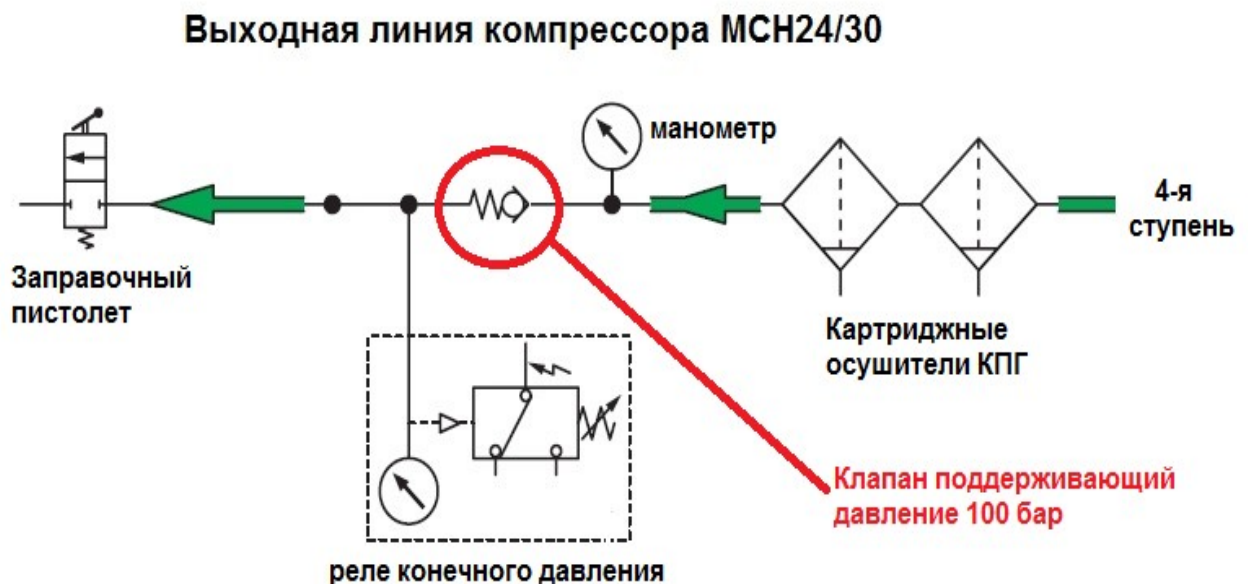 Выходная линия компрессора МСН24/30
манометр
4-я
ступень
Заправочный
пистолет
Картриджные
осушители КПГ
Клапан поддерживающий
давление 100 бар
реле конечного давления